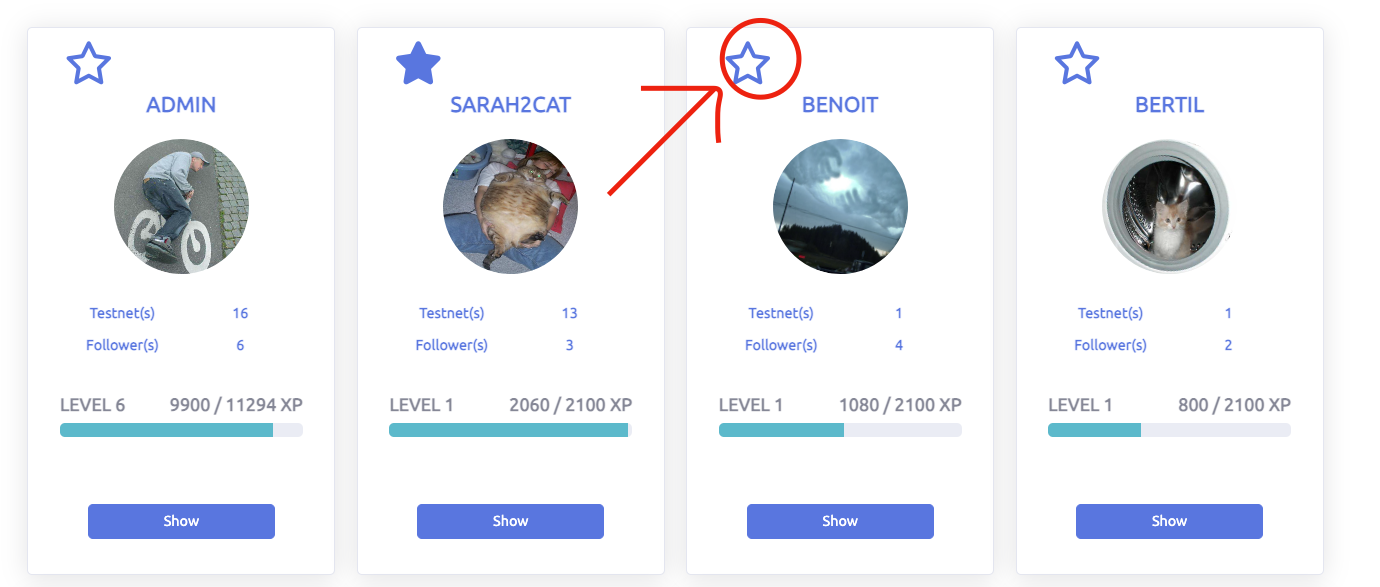 ADMIN
Testnet(s) 16
Follower(s) 6
LEVEL 6 9900 / 11294 XP
Show
SARAH2CAT
Testnet(s) 13
Follower(s) 3
LEVEL 1 2060 / 2100 XP
Show
BENOIT
Testnet(s) 1
Follower(s) 4
LEVEL 1 1080 / 2100 XP
Show
BERTIL
Testnet(s) 1
Follower(s) 2
LEVEL 1 800 / 2100 XP
Show